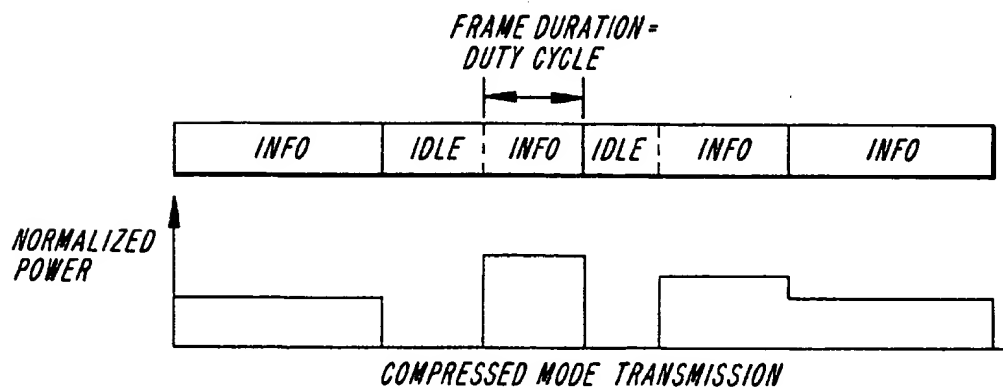 FRAME DURATION=
DUTY CYCLE
INFO IDLE INFO IDLE INFO INFO
NORMALIZED
POWER
COMPRESSED MODE TRANSMISSION